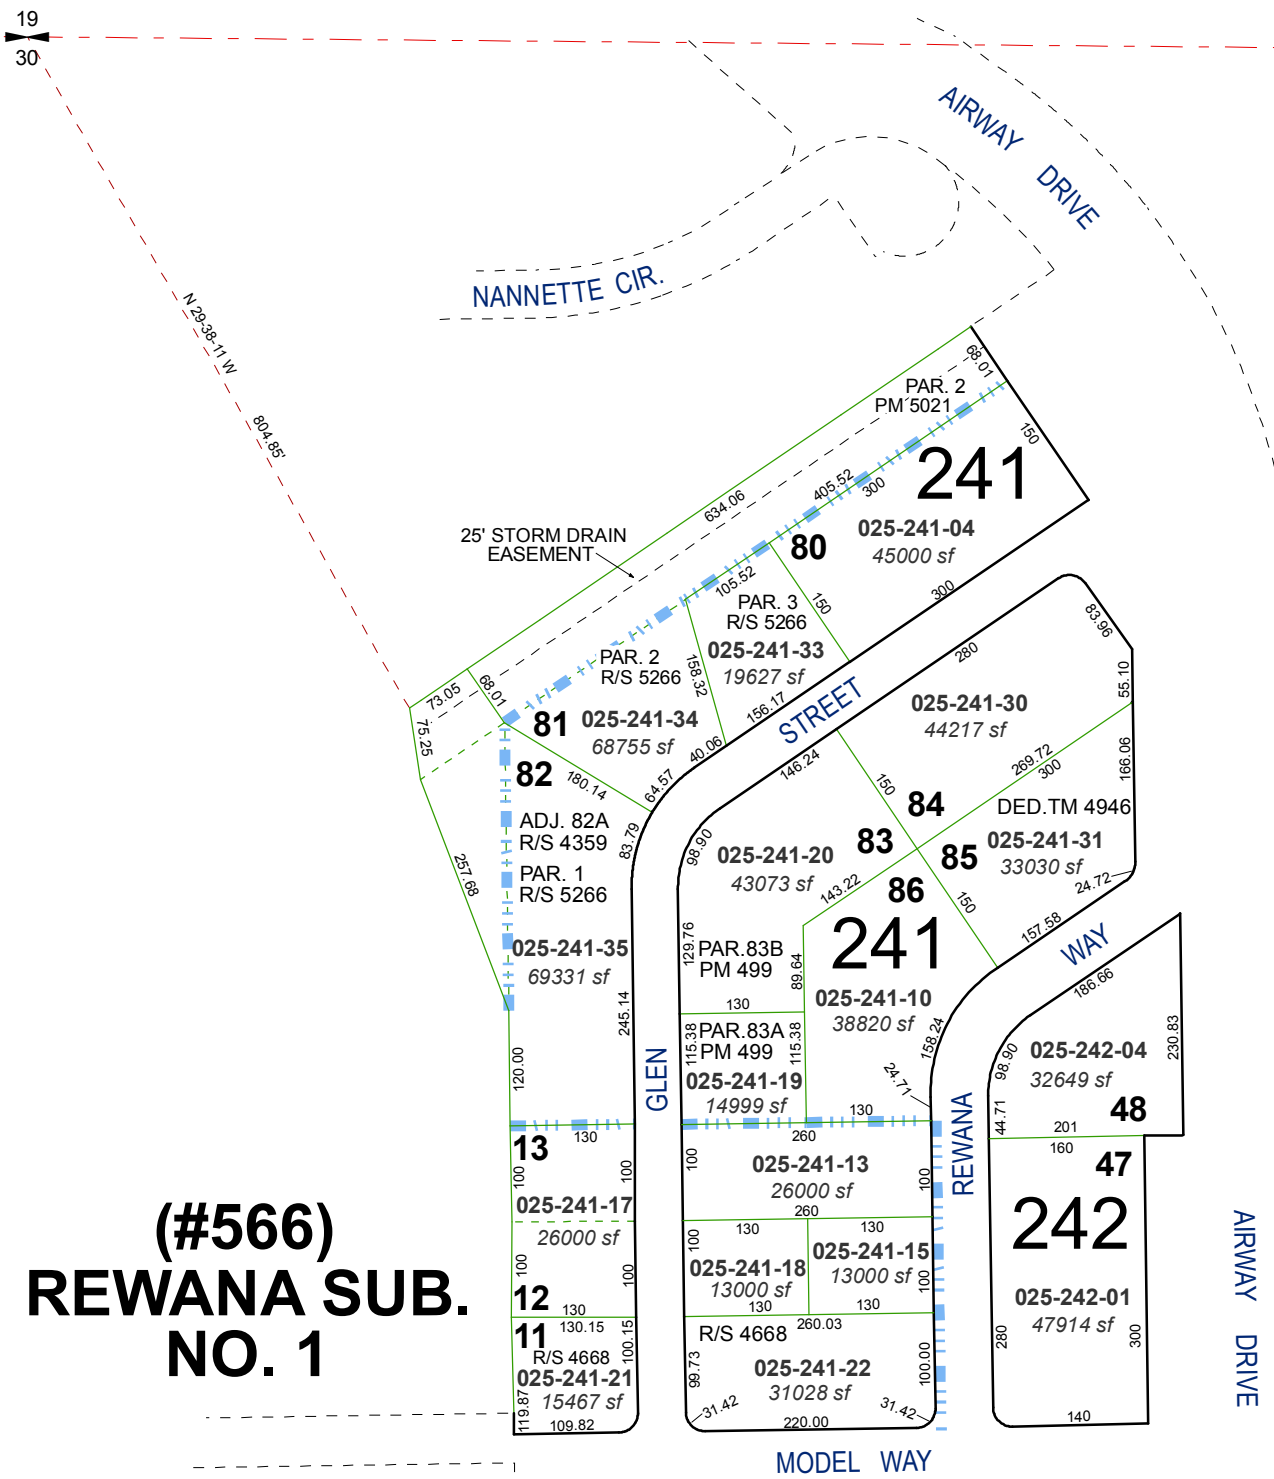 19
30
AIRWAY DRIVE
NANNETTE CIR.
N 29-38-11 W
804.85'
68.01
PAR. 2
PM 5021
150
241
405.52
300
634.06
25' STORM DRAIN
EASEMENT
80
025-241-04
45000 sf
105.52
PAR. 3
R/S 5266
150
300
83.96
025-241-33
19627 sf
158.32
PAR. 2
R/S 5266
280
55.10
73.05
68.01
75.25
81
025-241-34
68755 sf
156.17
40.06
STREET
146.24
025-241-30
44217 sf
269.72
300
166.06
82
180.14
64.57
150
84
DED.TM 4946
ADJ. 82A
R/S 4359
83.79
98.90
83
85
025-241-31
33030 sf
PAR. 1
R/S 5266
257.68
025-241-20
43073 sf
143.22
86
24.72
150
157.58
025-241-35
69331 sf
129.76
PAR.83B
PM 499
89.64
241
WAY
186.66
130
025-241-10
38820 sf
245.14
115.38
PAR.83A
PM 499
115.38
158.24
98.90
025-242-04
32649 sf
230.83
120.00
GLEN
025-241-19
14999 sf
24.71
REWANA
44.71
48
130
130
260
201
160
13
100
100
100
025-241-13
26000 sf
100
47
025-241-17
26000 sf
260
130
130
242
100
100
100
025-241-18
13000 sf
025-241-15
13000 sf
100
12
130
130
130
025-242-01
47914 sf
280
300
11
130.15
R/S 4668
100.15
025-241-21
15467 sf
119.87
109.82
260.03
R/S 4668
99.73
025-241-22
31028 sf
100.00
31.42
31.42
220.00
140
MODEL WAY
AIRWAY DRIVE
(#566)
REWANA SUB.
NO. 1